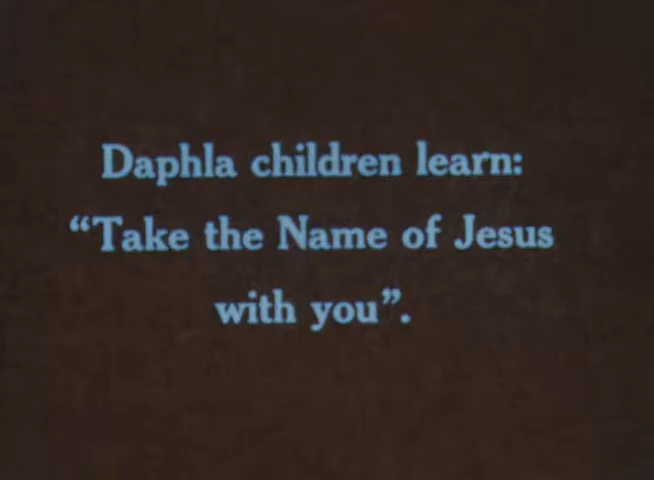 Daphla children learn:
“Take the Name of Jesus
with you”.